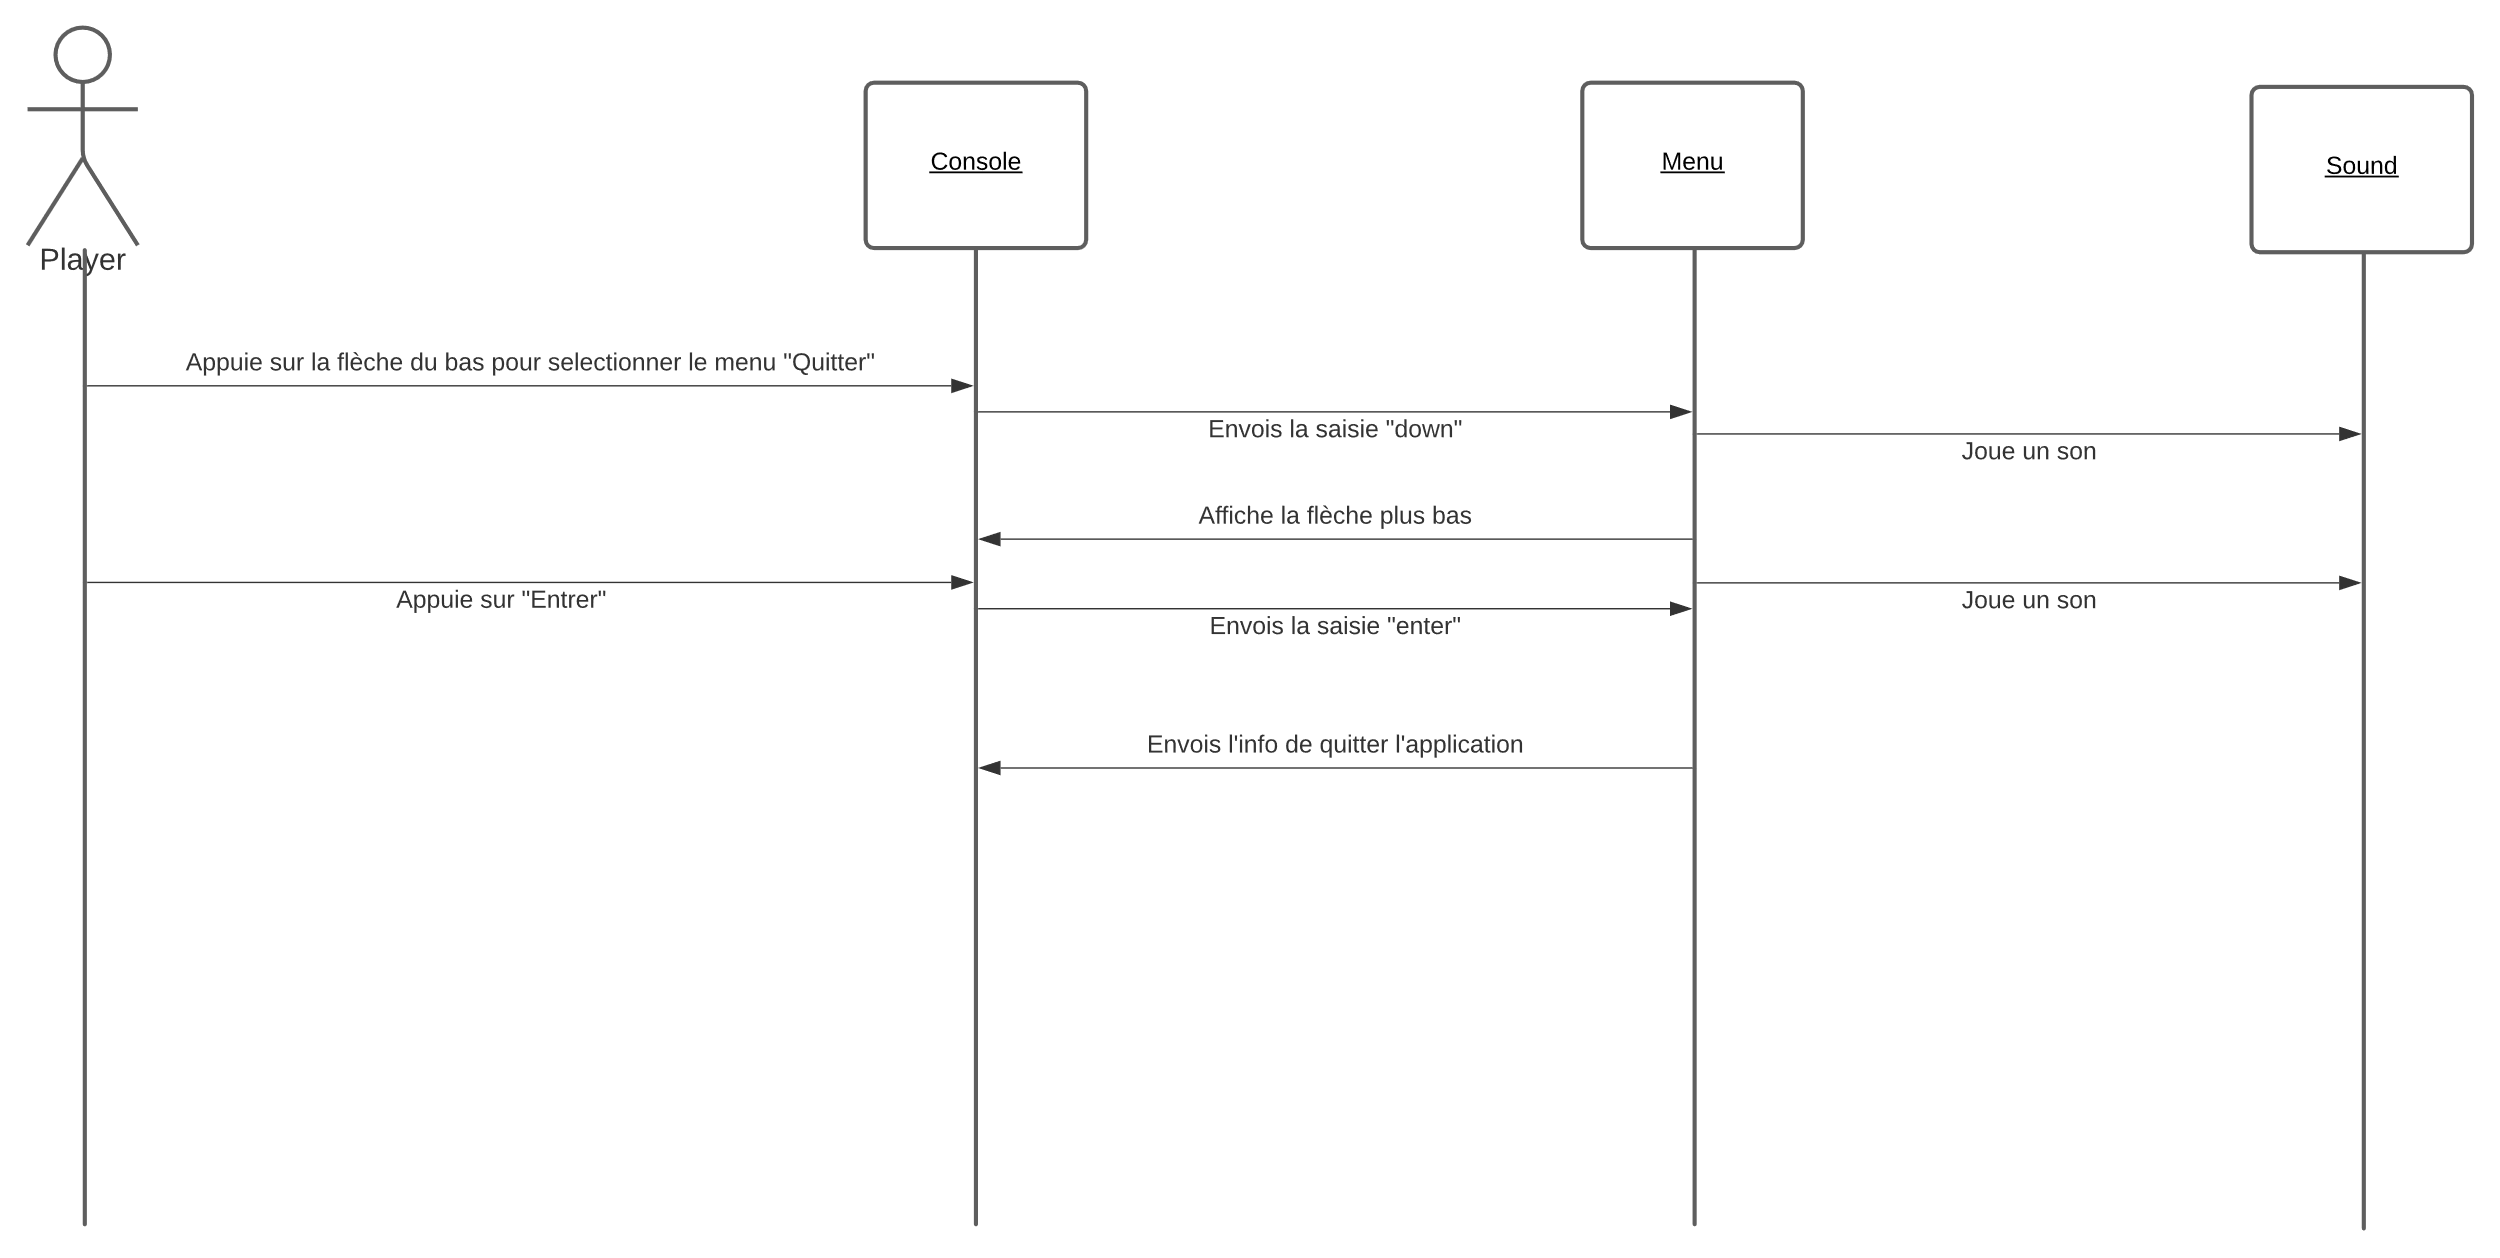 Console
Menu
Sound
Player
Appuie sur la flèche du bas pour selectionner le menu "Quitter"
Envois la saisie "down"
Joue un son
Affiche la flèche plus bas
Appuie sur "Entrer"
Joue un son
Envois la saisie "enter"
Envois l'info de quitter l'application